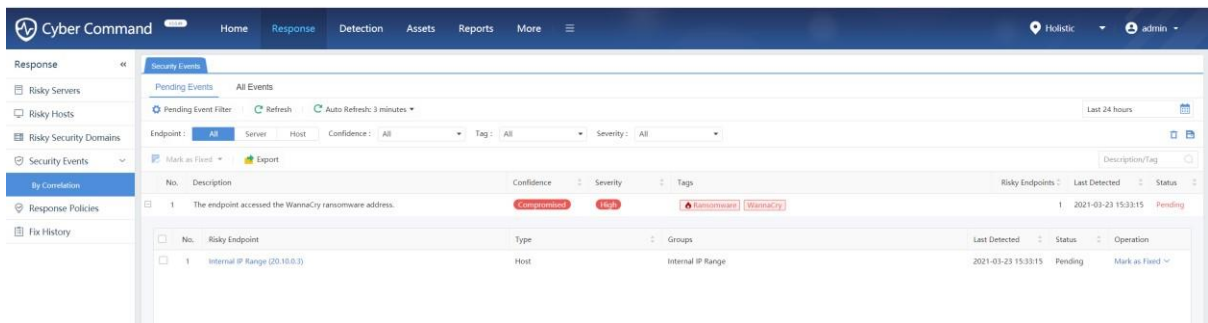 Cyber Command Home Response Detection Assets Reports More Holistic admin
Response « Security Events
Risky Servers Pending Events All Events
Risky Hosts Pending Event Filter Refresh Auto Refresh: 3 minutes Last 24 hours
Risky Security Domains Endpoint : All Server Host Confidence : All Tag : All Severity : All
Security Events Mark as Fixed Export Description/Tag
By Correlation No. Description Confidence Severity Tags Risky Endpoints Last Detected Status
Response Policies 1 The endpoint accessed the WannaCry ransomware address. Compromised High Ransomware WannaCry 1 2021-03-23 15:33:15 Pending
Fix History No. Risky Endpoint Type Groups Last Detected Status Operation
1 Internal IP Range (20.10.0.3) Host Internal IP Range 2021-03-23 15:33:15 Pending Mark as Fixed